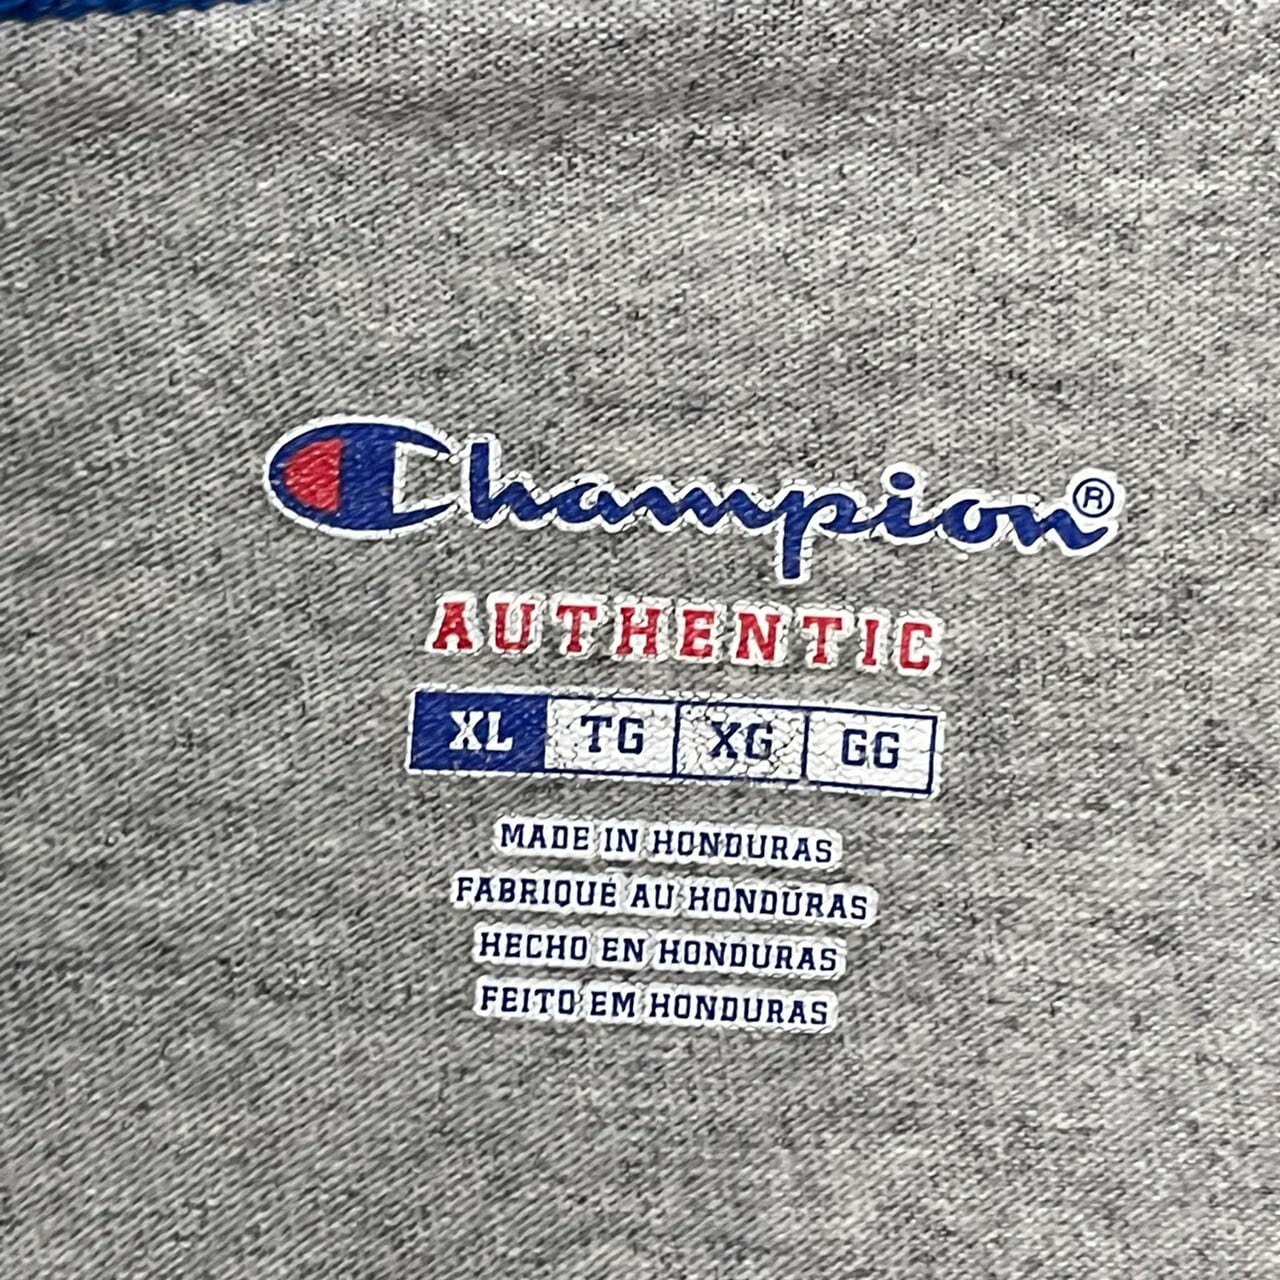 Champion®
AUTHENTIC
XL TG XG GG
MADE IN HONDURAS
FABRIQUÉ AU HONDURAS
HECHO EN HONDURAS
FEITO EM HONDURAS